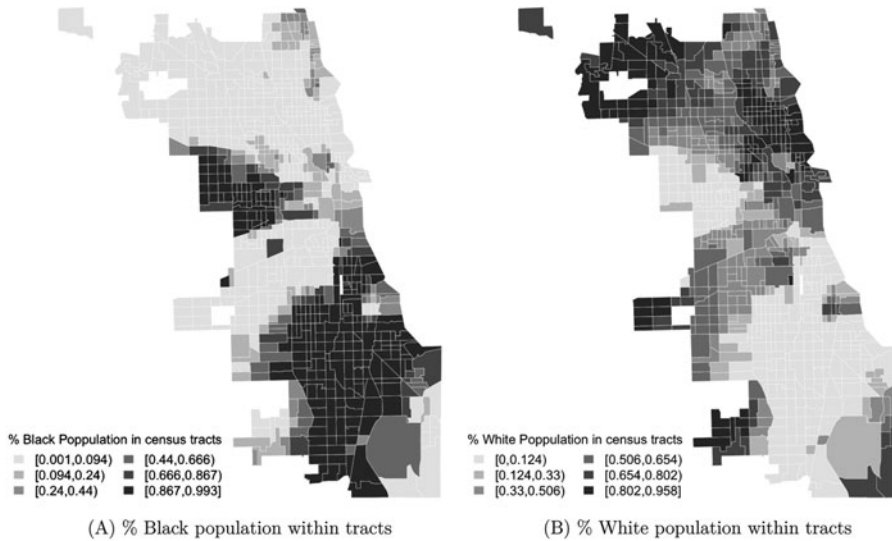 % Black Poppulation in census tracts
[0.001,0.094) [0.44,0.666)
[0.094,0.24) [0.666,0.867)
[0.24,0.44) [0.867,0.993]
(A) % Black population within tracts
% White Poppulation in census tracts
[0,0.124) [0.506,0.654)
[0.124,0.33) [0.654,0.802)
[0.33,0.506) [0.802,0.958]
(B) % White population within tracts